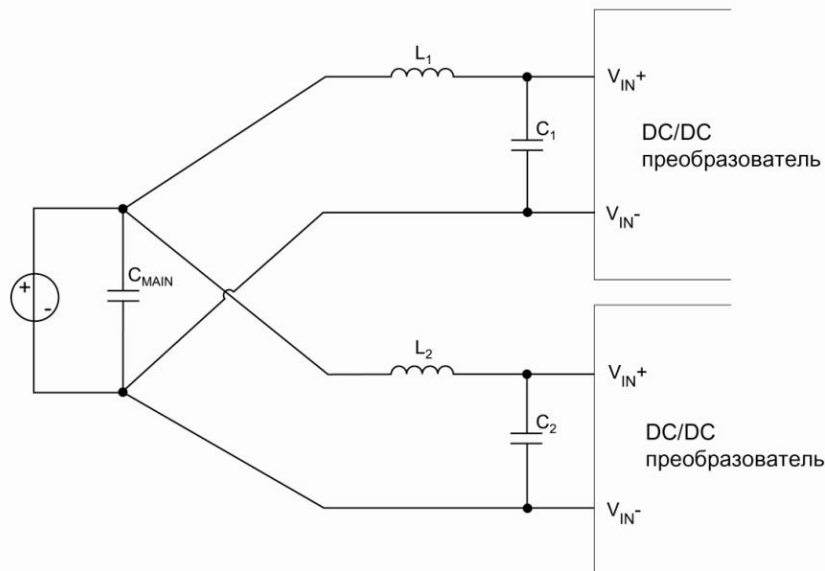 L1
VIN+
C1
DC/DC
преобразователь
VIN-
+
-
CMAIN
L2
VIN+
C2
DC/DC
преобразователь
VIN-